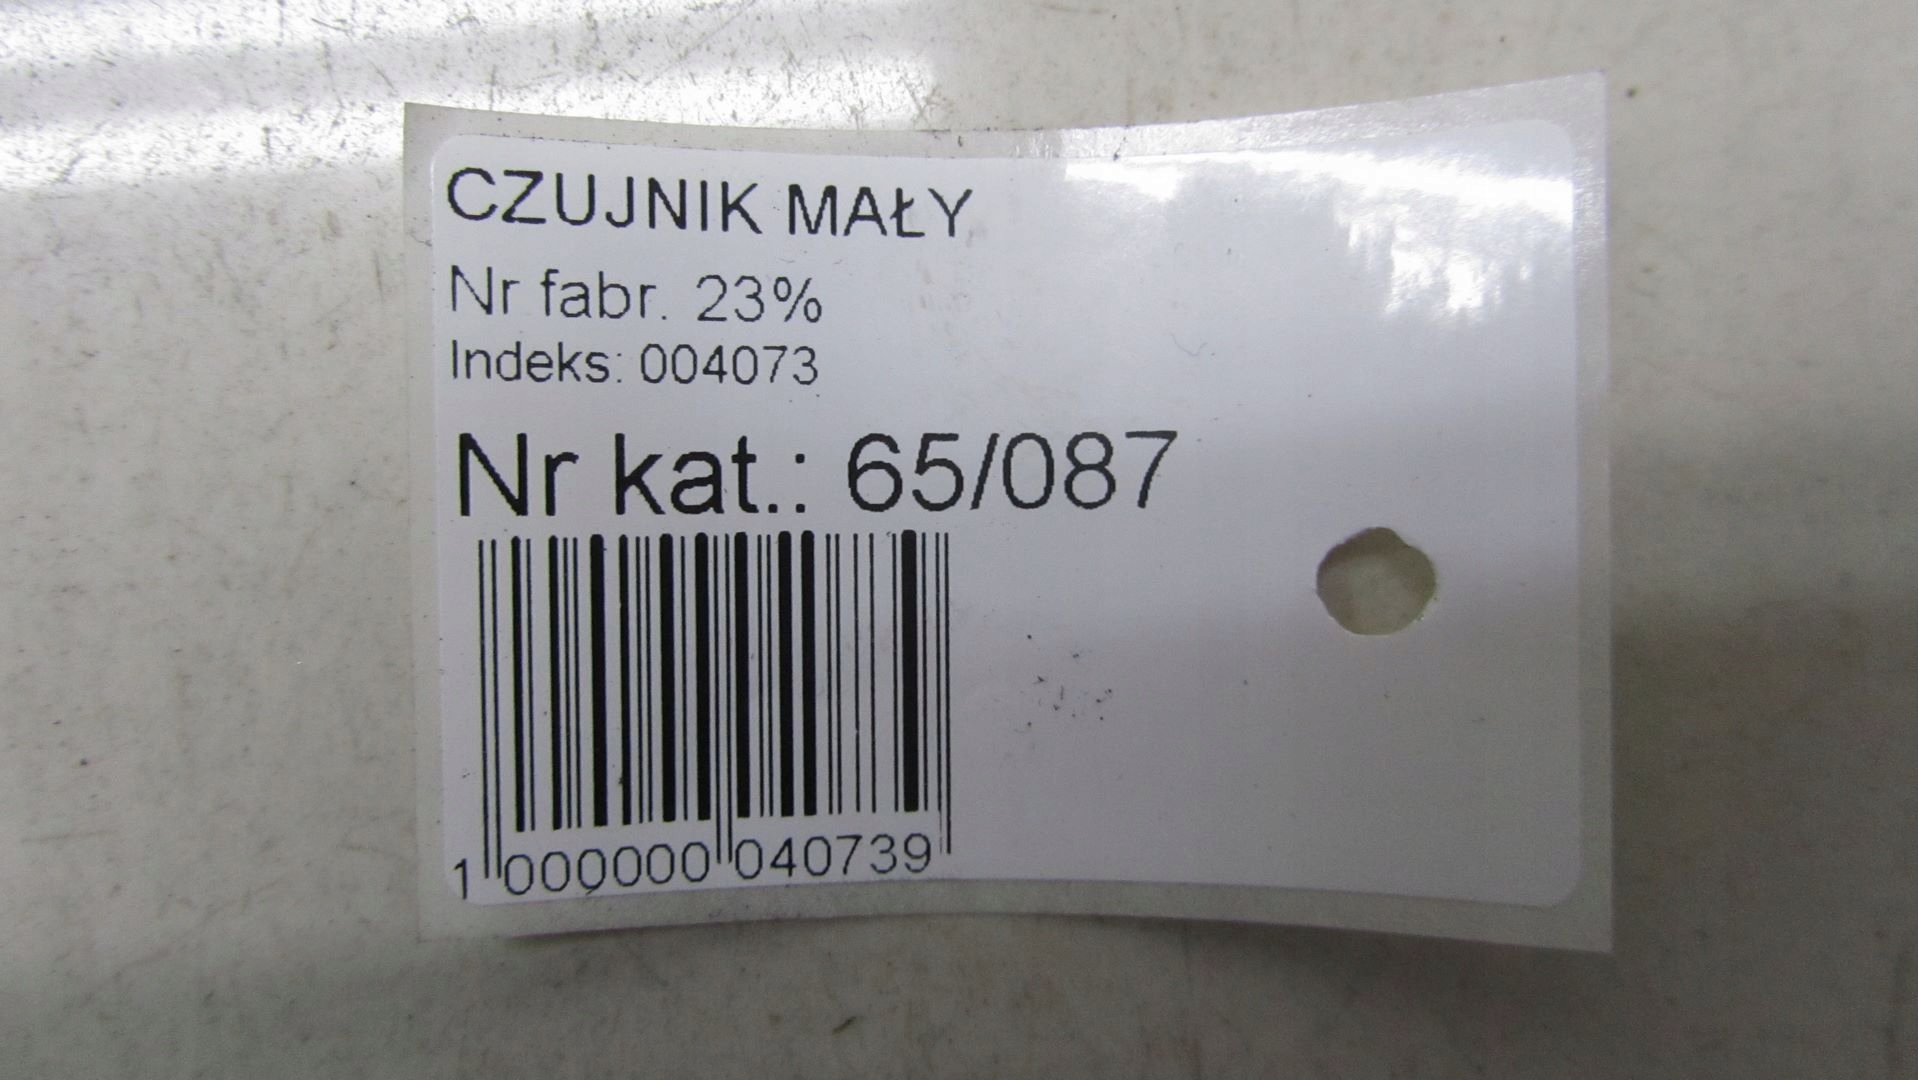 CZUJNIK MAŁY
Nr fabr. 23%
Indeks: 004073
Nr kat.: 65/087
1 000000 040739